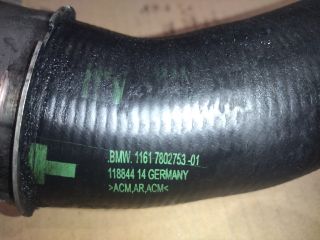 .BMW. 1161 7802753 -01
118844 14 GERMANY
>ACM,AR,ACM<
T